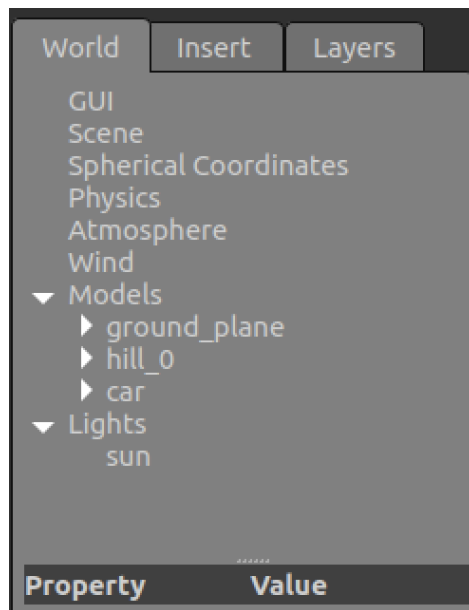 World Insert Layers
GUI
Scene
Spherical Coordinates
Physics
Atmosphere
Wind
Models
ground_plane
hill_0
car
Lights
sun
Property Value